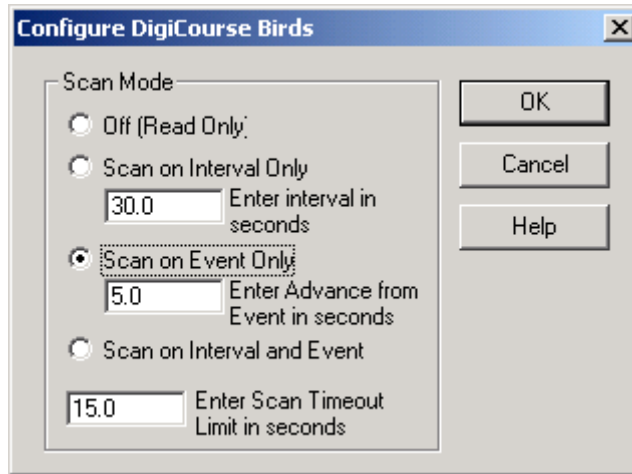 Configure DigiCourse Birds
Scan Mode
Off (Read Only)
Scan on Interval Only
30.0
Enter interval in
seconds
Scan on Event Only
5.0
Enter Advance from
Event in seconds
Scan on Interval and Event
15.0
Enter Scan Timeout
Limit in seconds
OK
Cancel
Help